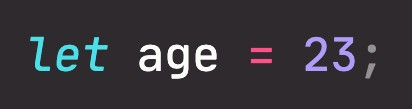 let age = 23;